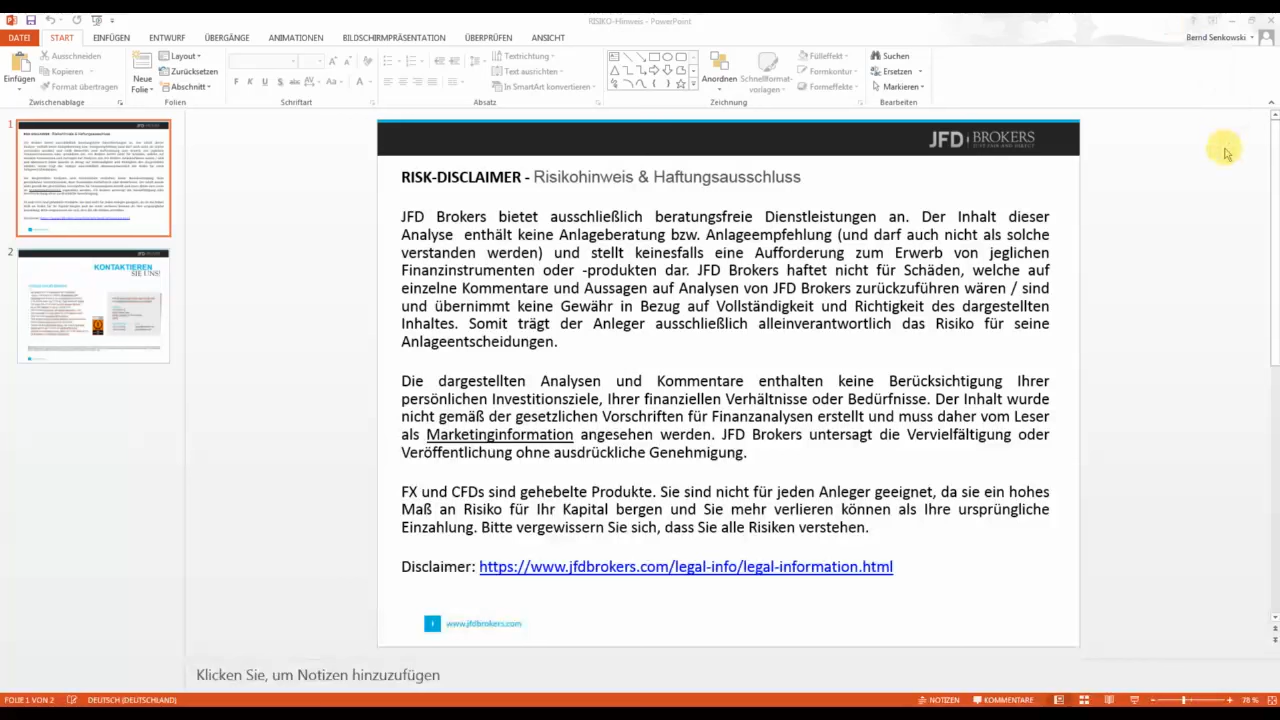 RISIKO-Hinweis - PowerPoint
DATEI START EINFÜGEN ENTWURF ÜBERGÄNGE ANIMATIONEN BILDSCHIRMPRÄSENTATION ÜBERPRÜFEN ANSICHT Bernd Senkowski
Einfügen
Ausschneiden
Kopieren
Format übertragen
Zwischenablage
Neue
Folie
Layout
Zurücksetzen
Abschnitt
Folien
F K U S abc AV Aa A
Schriftart
Textrichtung
Text ausrichten
In SmartArt konvertieren
Absatz
Anordnen
Schnellformat-
vorlagen
Fülleffekt
Formkontur
Formeffekte
Zeichnung
Suchen
Ersetzen
Markieren
Bearbeiten
1
2
KONTAKTIEREN
SIE UNS!
JFD BROKERS
JUST FAIR AND DIRECT
RISK-DISCLAIMER - Risikohinweis & Haftungsausschuss
JFD Brokers bietet ausschließlich beratungsfreie Dienstleistungen an. Der Inhalt dieser
Analyse enthält keine Anlageberatung bzw. Anlageempfehlung (und darf auch nicht als solche
verstanden werden) und stellt keinesfalls eine Aufforderung zum Erwerb von jeglichen
Finanzinstrumenten oder -produkten dar. JFD Brokers haftet nicht für Schäden, welche auf
einzelne Kommentare und Aussagen auf Analysen von JFD Brokers zurückzuführen wären / sind
und übernimmt keine Gewähr in Bezug auf Vollständigkeit und Richtigkeit des dargestellten
Inhaltes. Somit trägt der Anleger ausschließlich alleinverantwortlich das Risiko für seine
Anlageentscheidungen.
Die dargestellten Analysen und Kommentare enthalten keine Berücksichtigung Ihrer
persönlichen Investitionsziele, Ihrer finanziellen Verhältnisse oder Bedürfnisse. Der Inhalt wurde
nicht gemäß der gesetzlichen Vorschriften für Finanzanalysen erstellt und muss daher vom Leser
als Marketinginformation angesehen werden. JFD Brokers untersagt die Vervielfältigung oder
Veröffentlichung ohne ausdrückliche Genehmigung.
FX und CFDs sind gehebelte Produkte. Sie sind nicht für jeden Anleger geeignet, da sie ein hohes
Maß an Risiko für Ihr Kapital bergen und Sie mehr verlieren können als Ihre ursprüngliche
Einzahlung. Bitte vergewissern Sie sich, dass Sie alle Risiken verstehen.
Disclaimer: https://www.jfdbrokers.com/legal-info/legal-information.html
www.jfdbrokers.com
Klicken Sie, um Notizen hinzuzufügen
FOLIE 1 VON 2 DEUTSCH (DEUTSCHLAND) NOTIZEN KOMMENTARE 78 %